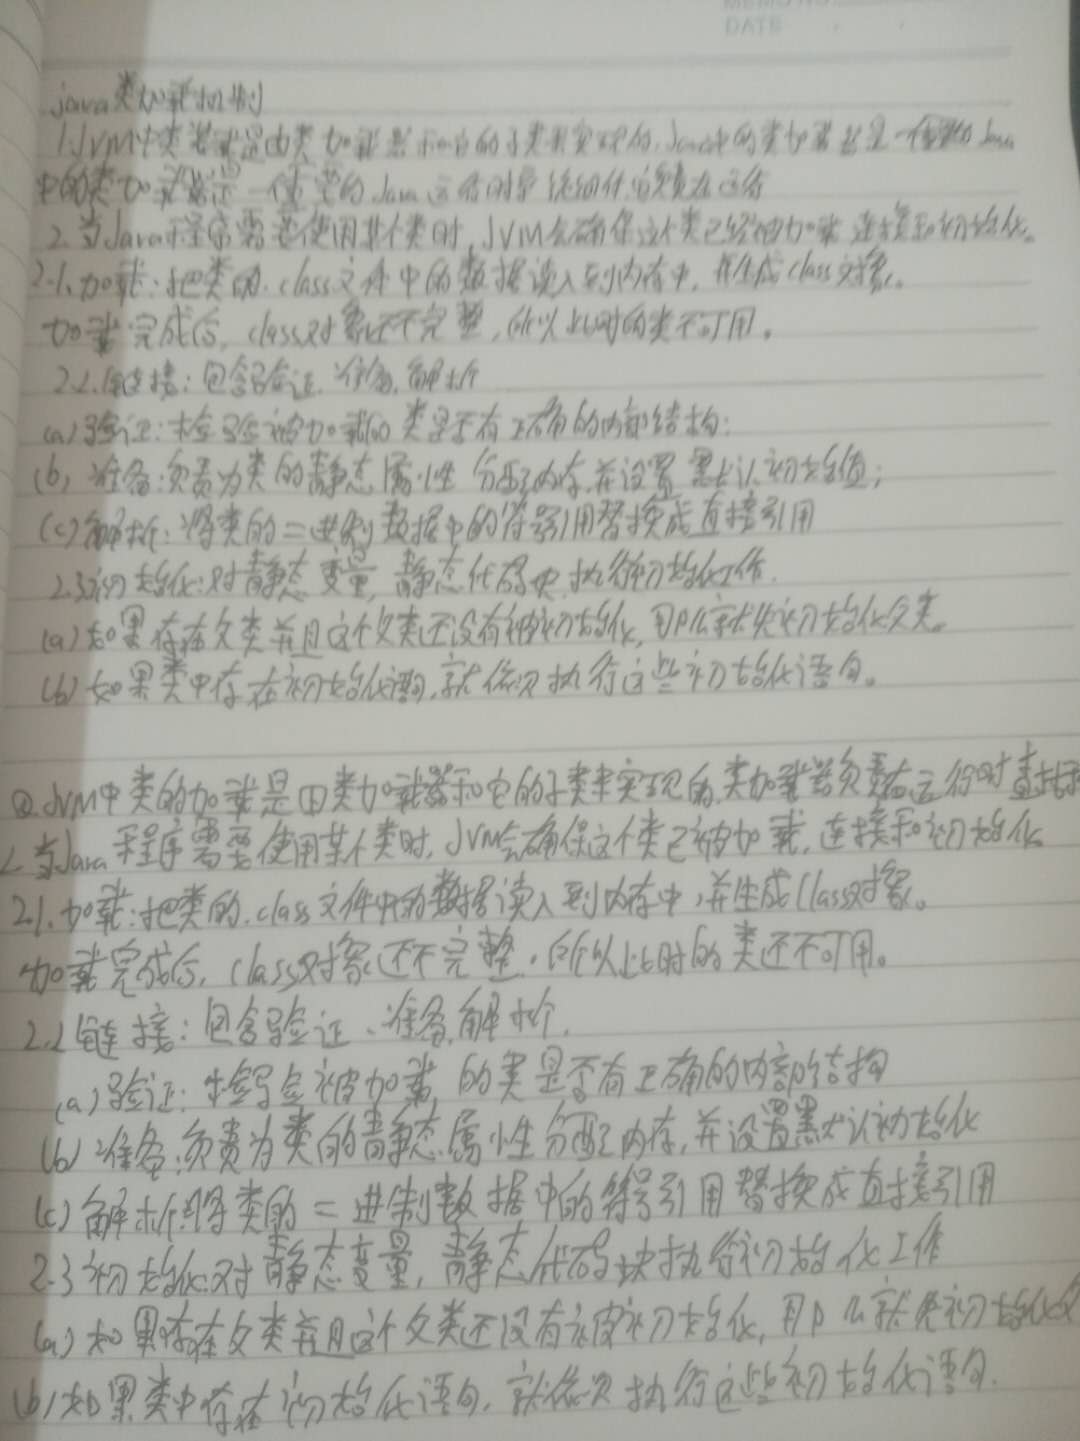 MEMO NO.
DATE
java类加载机制
1.JVM中类装载是由类加载器和它的子类来实现的,Java中的类加载器是一个重要的Java
中的类加载器是一个重要的Java运行时系统组件,它负责在运行
2.当Java程序需要使用某个类时,JVM会确保这个类已经被加载,连接和初始化。
2.1.加载:把类的.class文件中的数据读入到内存中,并生成class对象。
加载完成后,class对象还不完整,所以此时的类不可用。
2.2.链接:包含验证、准备,解析
(a)验证:检验被加载的类是否有正确的内部结构;
(b)准备:负责为类的静态属性分配内存,并设置默认初始值;
(c)解析:将类的二进制数据中的符号引用替换成直接引用
2.3初始化:对静态变量,静态代码块执行初始化工作.
(a)如果存在父类并且这个父类还没有被初始化,那么就先初始化父类。
(b)如果类中存在初始化语句,就依次执行这些初始化语句。
JVM中类的加载是由类加载器和它的子类来实现的,类加载器负责在运行时查找和
2.当Java程序需要使用某个类时,JVM会确保这个类已被加载,连接和初始化
2.1.加载:把类的.class文件中的数据读入到内存中,并生成Class对象。
加载完成后,class对象还不完整,所以此时的类还不可用。
2.2链接:包含验证、准备,解析.
(a)验证:检验被加载的类是否有正确的内部结构
(b)准备:负责为类的静态属性分配内存,并设置默认初始化
(c)解析:将类的二进制数据中的符号引用替换成直接引用
2.3初始化:对静态变量,静态代码块执行初始化工作
(a)如果存在父类并且这个父类还没有被初始化,那么就先初始化父
(b)如果类中存在初始化语句,就依次执行这些初始化语句.